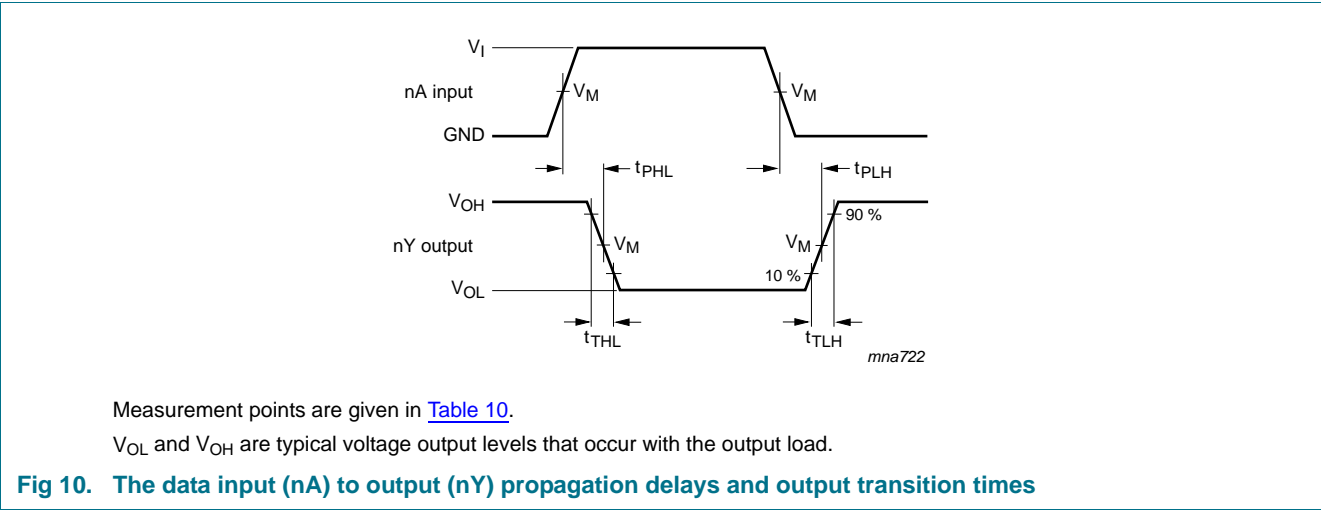 VI
nA input
VM
VM
GND
tPHL
tPLH
VOH
90 %
nY output
VM
VM
10 %
VOL
tTHL
tTLH
mna722
Measurement points are given in Table 10.
VOL and VOH are typical voltage output levels that occur with the output load.
Fig 10. The data input (nA) to output (nY) propagation delays and output transition times